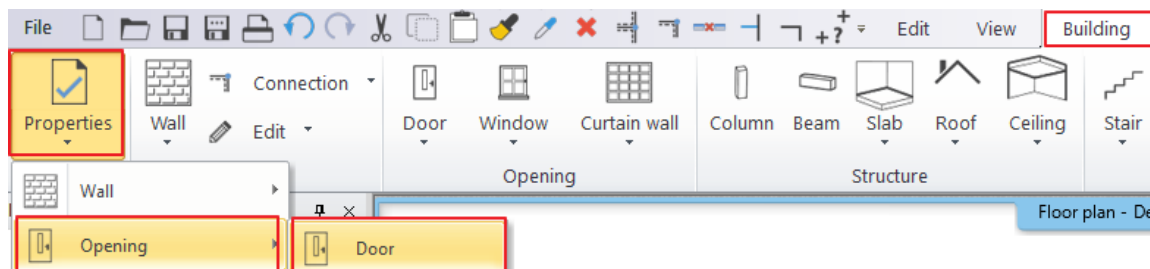 File +? Edit View Building
Properties Wall Connection Door Window Curtain wall Column Beam Slab Roof Ceiling Stair
Edit
Opening Structure
Wall
Floor plan - De
Opening Door